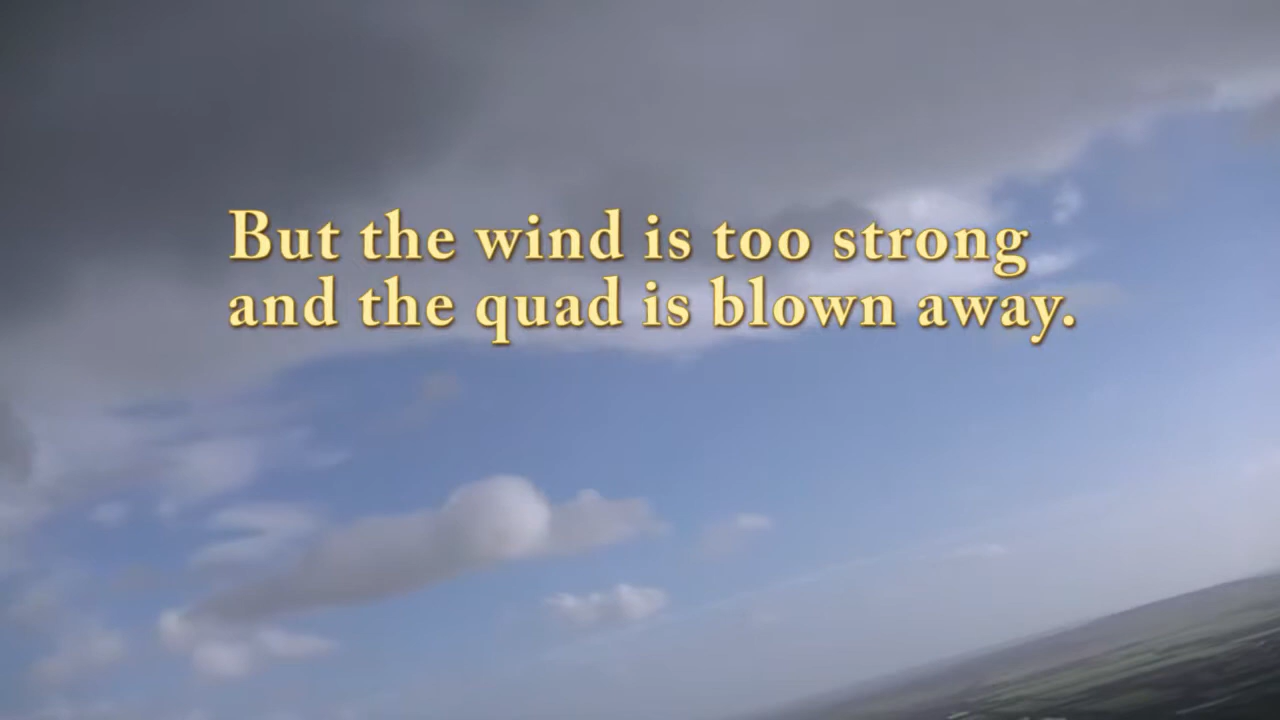 But the wind is too strong
and the quad is blown away.